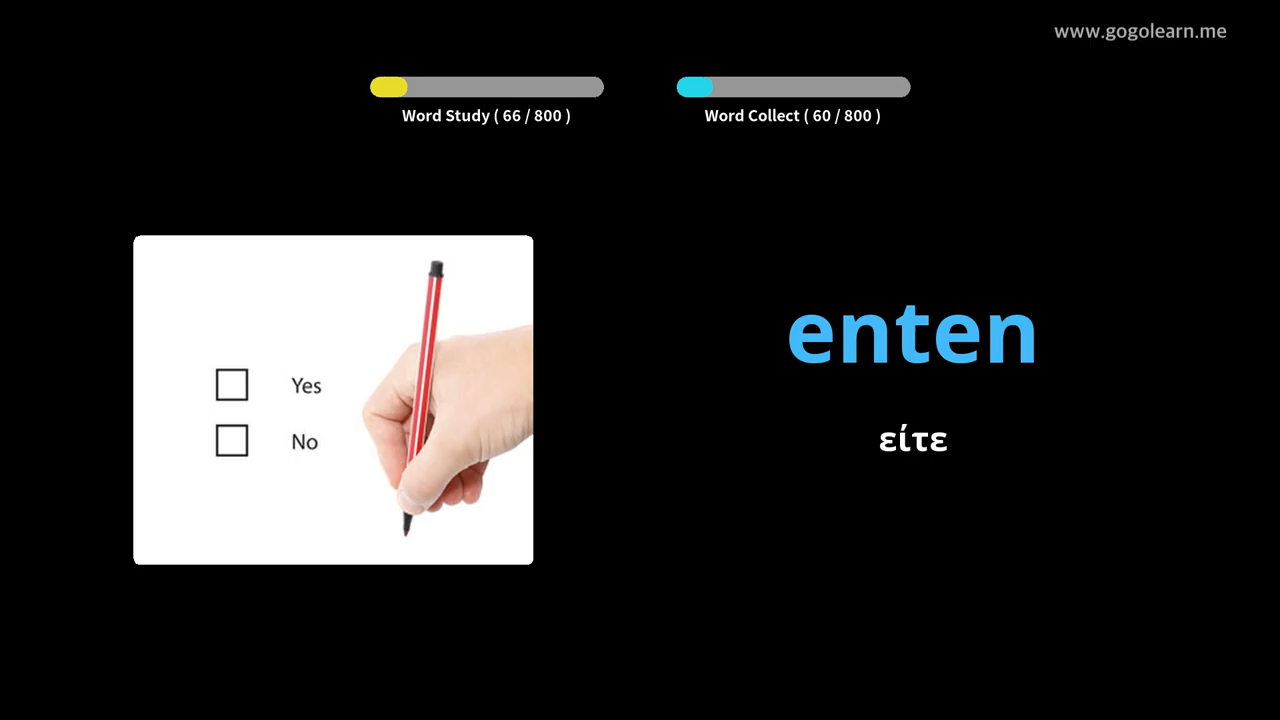 www.gogolearn.me
Word Study ( 66 / 800 )
Word Collect ( 60 / 800 )
Yes
No
enten
είτε